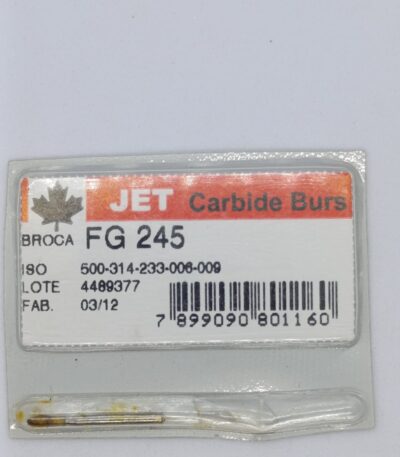 JET Carbide Burs
BROCA FG 245
ISO 500-314-233-006-009
LOTE 4489377
FAB. 03/12
7 899090 801160